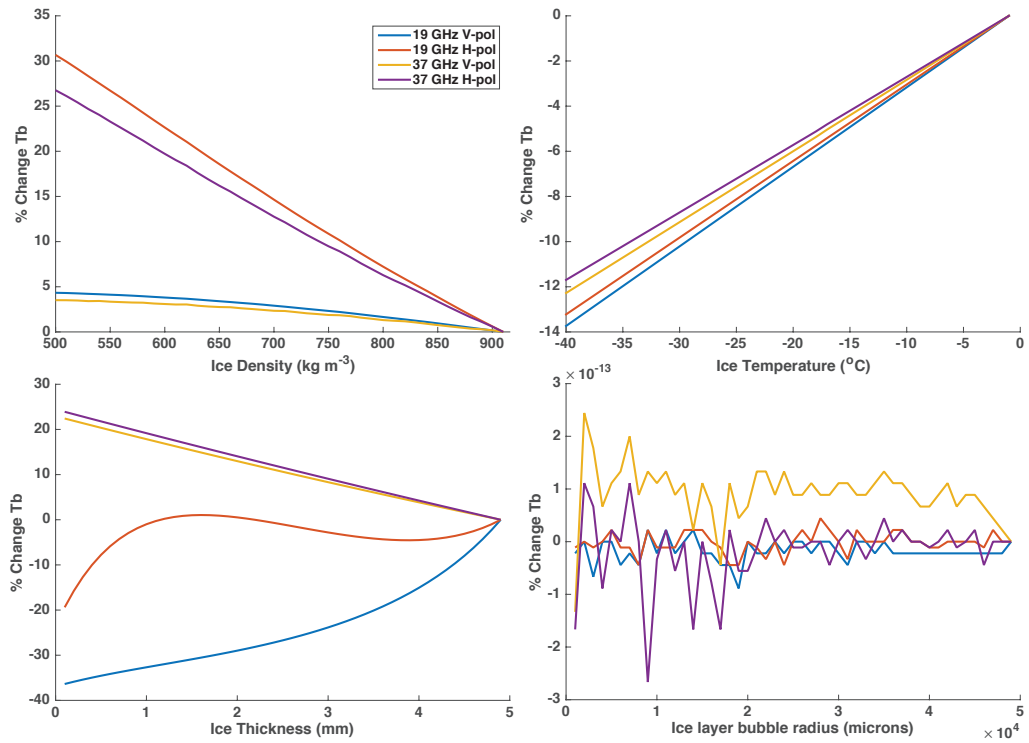 35
30
25
20
15
10
5
0
% Change Tb
500 550 600 650 700 750 800 850 900
Ice Density (kg m-3)
19 GHz V-pol
19 GHz H-pol
37 GHz V-pol
37 GHz H-pol
0
-2
-4
-6
-8
-10
-12
-14
% Change Tb
-40 -35 -30 -25 -20 -15 -10 -5 0
Ice Temperature (°C)
30
20
10
0
-10
-20
-30
-40
% Change Tb
0 1 2 3 4 5
Ice Thickness (mm)
× 10-13
3
2
1
0
-1
-2
-3
% Change Tb
0 1 2 3 4 5
Ice layer bubble radius (microns)
× 104